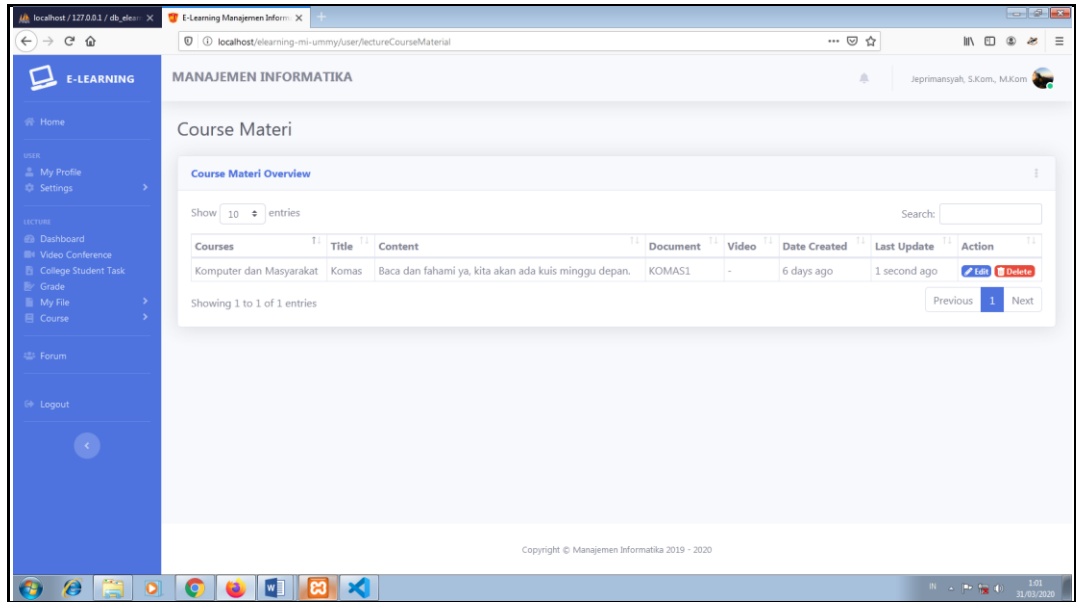 localhost / 127.0.0.1 / db_elear
E-Learning Manajemen Inform
localhost/elearning-mi-ummy/user/lectureCourseMaterial
E-LEARNING
MANAJEMEN INFORMATIKA
Jeprimansyah, S.Kom., M.Kom
Home
Course Materi
USER
My Profile
Settings
Course Materi Overview
Show 10 entries
Search:
LECTURE
Dashboard
Video Conference
College Student Task
Grade
My File
Course
Courses Title Content Document Video Date Created Last Update Action
Komputer dan Masyarakat Komas Baca dan fahami ya, kita akan ada kuis minggu depan. KOMAS1 - 6 days ago 1 second ago Edit Delete
Showing 1 to 1 of 1 entries
Previous 1 Next
Forum
Logout
Copyright © Manajemen Informatika 2019 - 2020
IN
1:01
31/03/2020